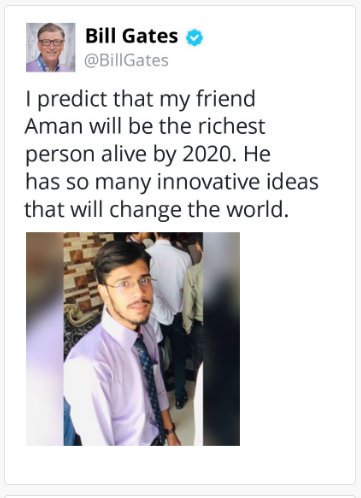 Bill Gates
@BillGates
I predict that my friend
Aman will be the richest
person alive by 2020. He
has so many innovative ideas
that will change the world.